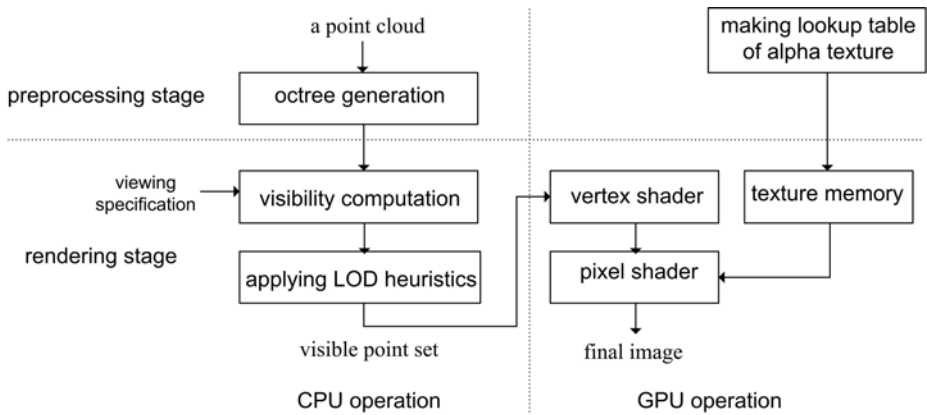 a point cloud
making lookup table
of alpha texture
preprocessing stage
octree generation
viewing
specification
visibility computation
vertex shader
texture memory
rendering stage
applying LOD heuristics
pixel shader
visible point set
final image
CPU operation
GPU operation